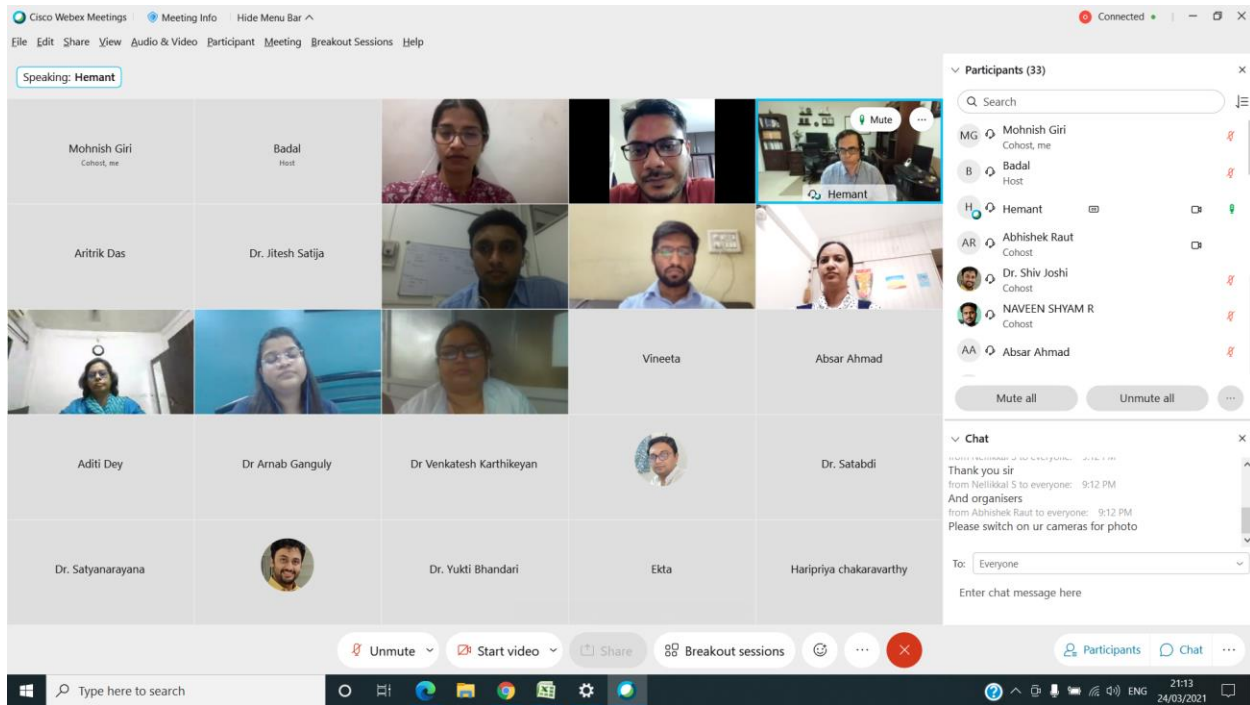 Cisco Webex Meetings Meeting Info Hide Menu Bar
Connected
File Edit Share View Audio & Video Participant Meeting Breakout Sessions Help
Speaking: Hemant
Mohnish Giri
Cohost, me
Badal
Host
Mute
Hemant
Aritrik Das
Dr. Jitesh Satija
Vineeta
Absar Ahmad
Aditi Dey
Dr Arnab Ganguly
Dr Venkatesh Karthikeyan
Dr. Satabdi
Dr. Satyanarayana
Dr. Yukti Bhandari
Ekta
Haripriya chakaravarthy
Participants (33)
Search
MG Mohnish Giri
Cohost, me
B Badal
Host
H Hemant
AR Abhishek Raut
Cohost
Dr. Shiv Joshi
Cohost
NAVEEN SHYAM R
Cohost
AA Absar Ahmad
Mute all Unmute all
Chat
Thank you sir
from Nellikkal S to everyone: 9:12 PM
And organisers
from Abhishek Raut to everyone: 9:12 PM
Please switch on ur cameras for photo
To: Everyone
Enter chat message here
Unmute Start video Share Breakout sessions
Participants Chat
Type here to search
ENG
21:13
24/03/2021